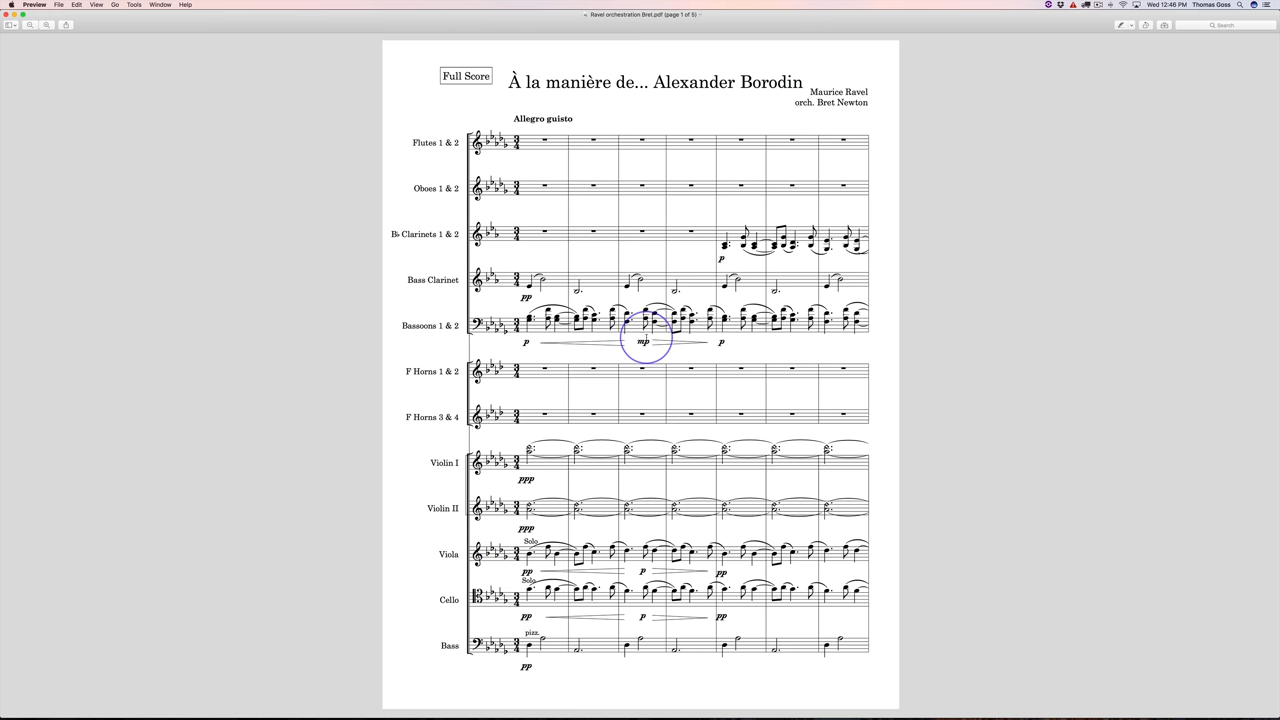 Preview File Edit View Go Tools Window Help
Wed 12:46 PM Thomas Goss
Ravel orchestration Bret.pdf (page 1 of 5)
Search
Full Score
À la manière de... Alexander Borodin
Maurice Ravel
orch. Bret Newton
Allegro guisto
Flutes 1 & 2
Oboes 1 & 2
B♭ Clarinets 1 & 2
p
Bass Clarinet
pp
Bassoons 1 & 2
p mp p
F Horns 1 & 2
F Horns 3 & 4
Violin I
ppp
Violin II
ppp
Solo
Viola
pp p pp
Solo
Cello
pp p pp
pizz.
Bass
pp